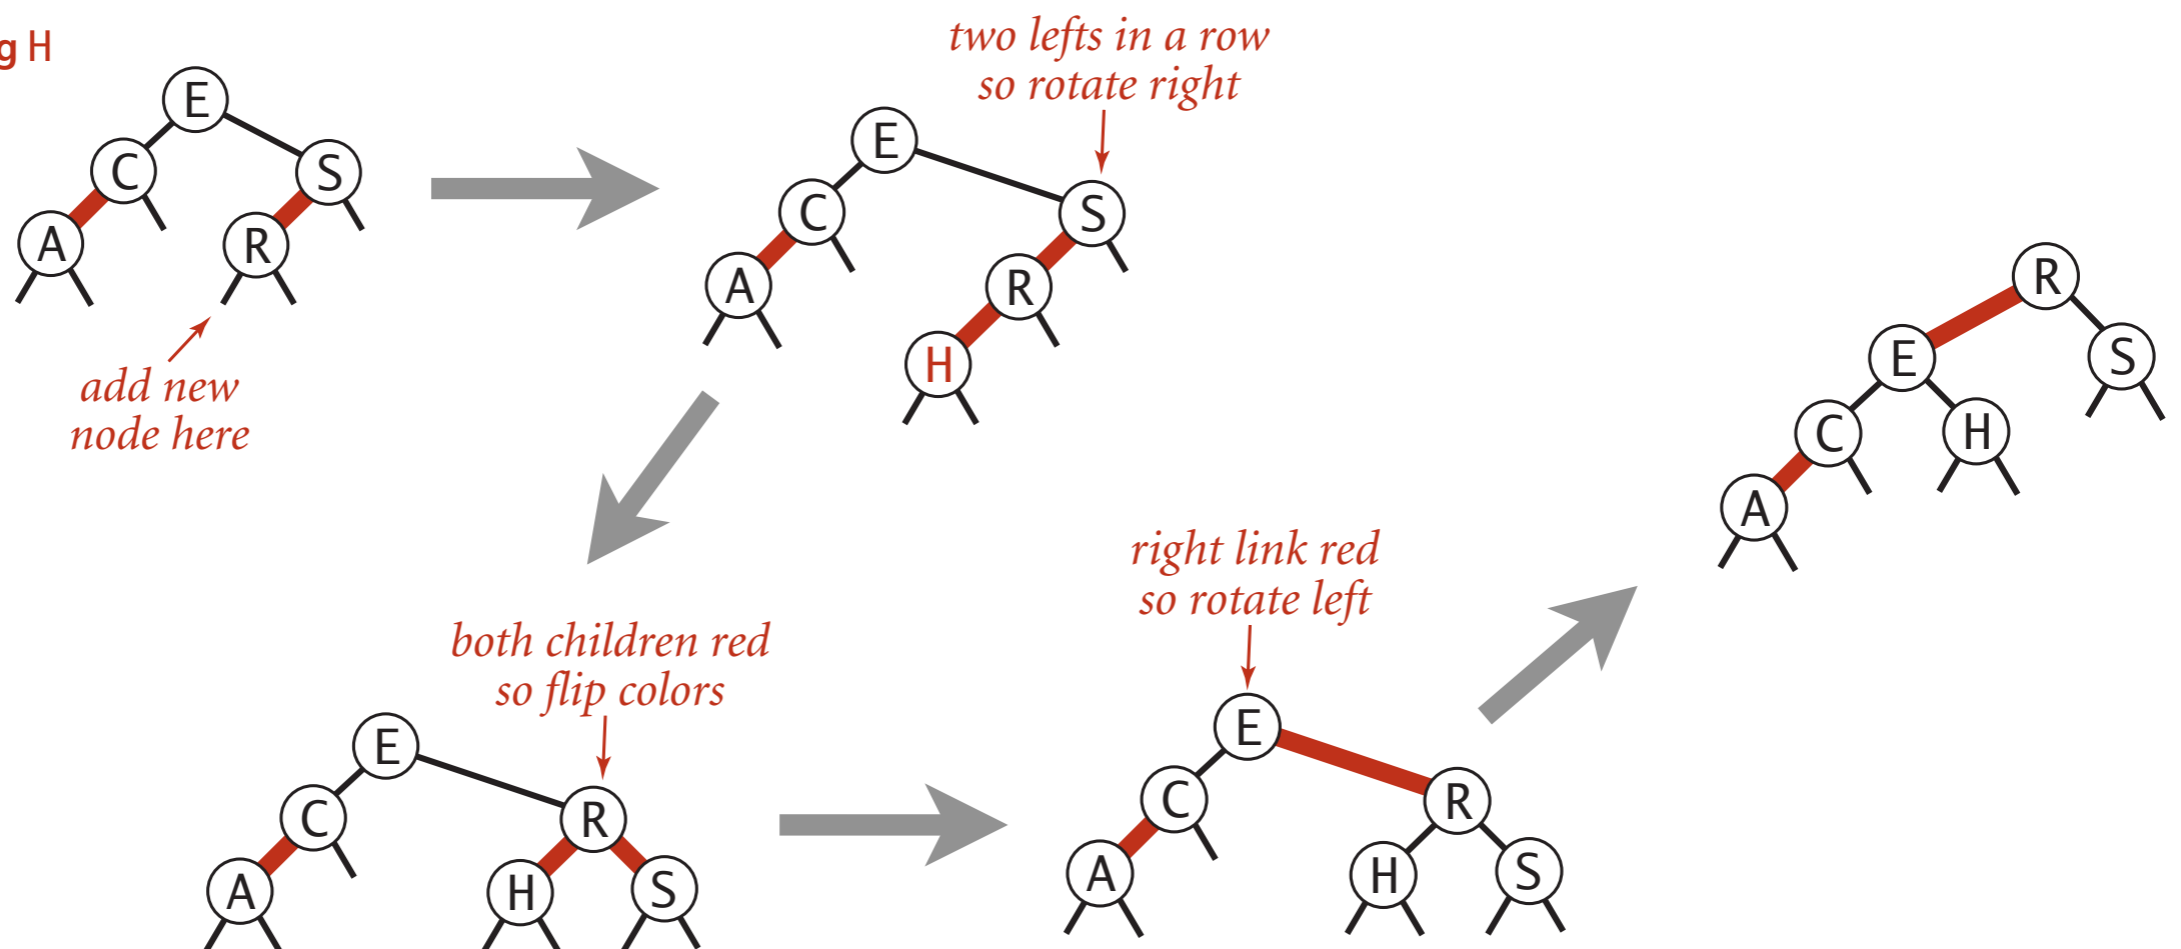 g H
E
C
S
A
R
add new
node here
two lefts in a row
so rotate right
E
C
S
A
R
H
both children red
so flip colors
E
C
R
A
H
S
right link red
so rotate left
E
C
R
A
H
S
R
E
S
C
H
A